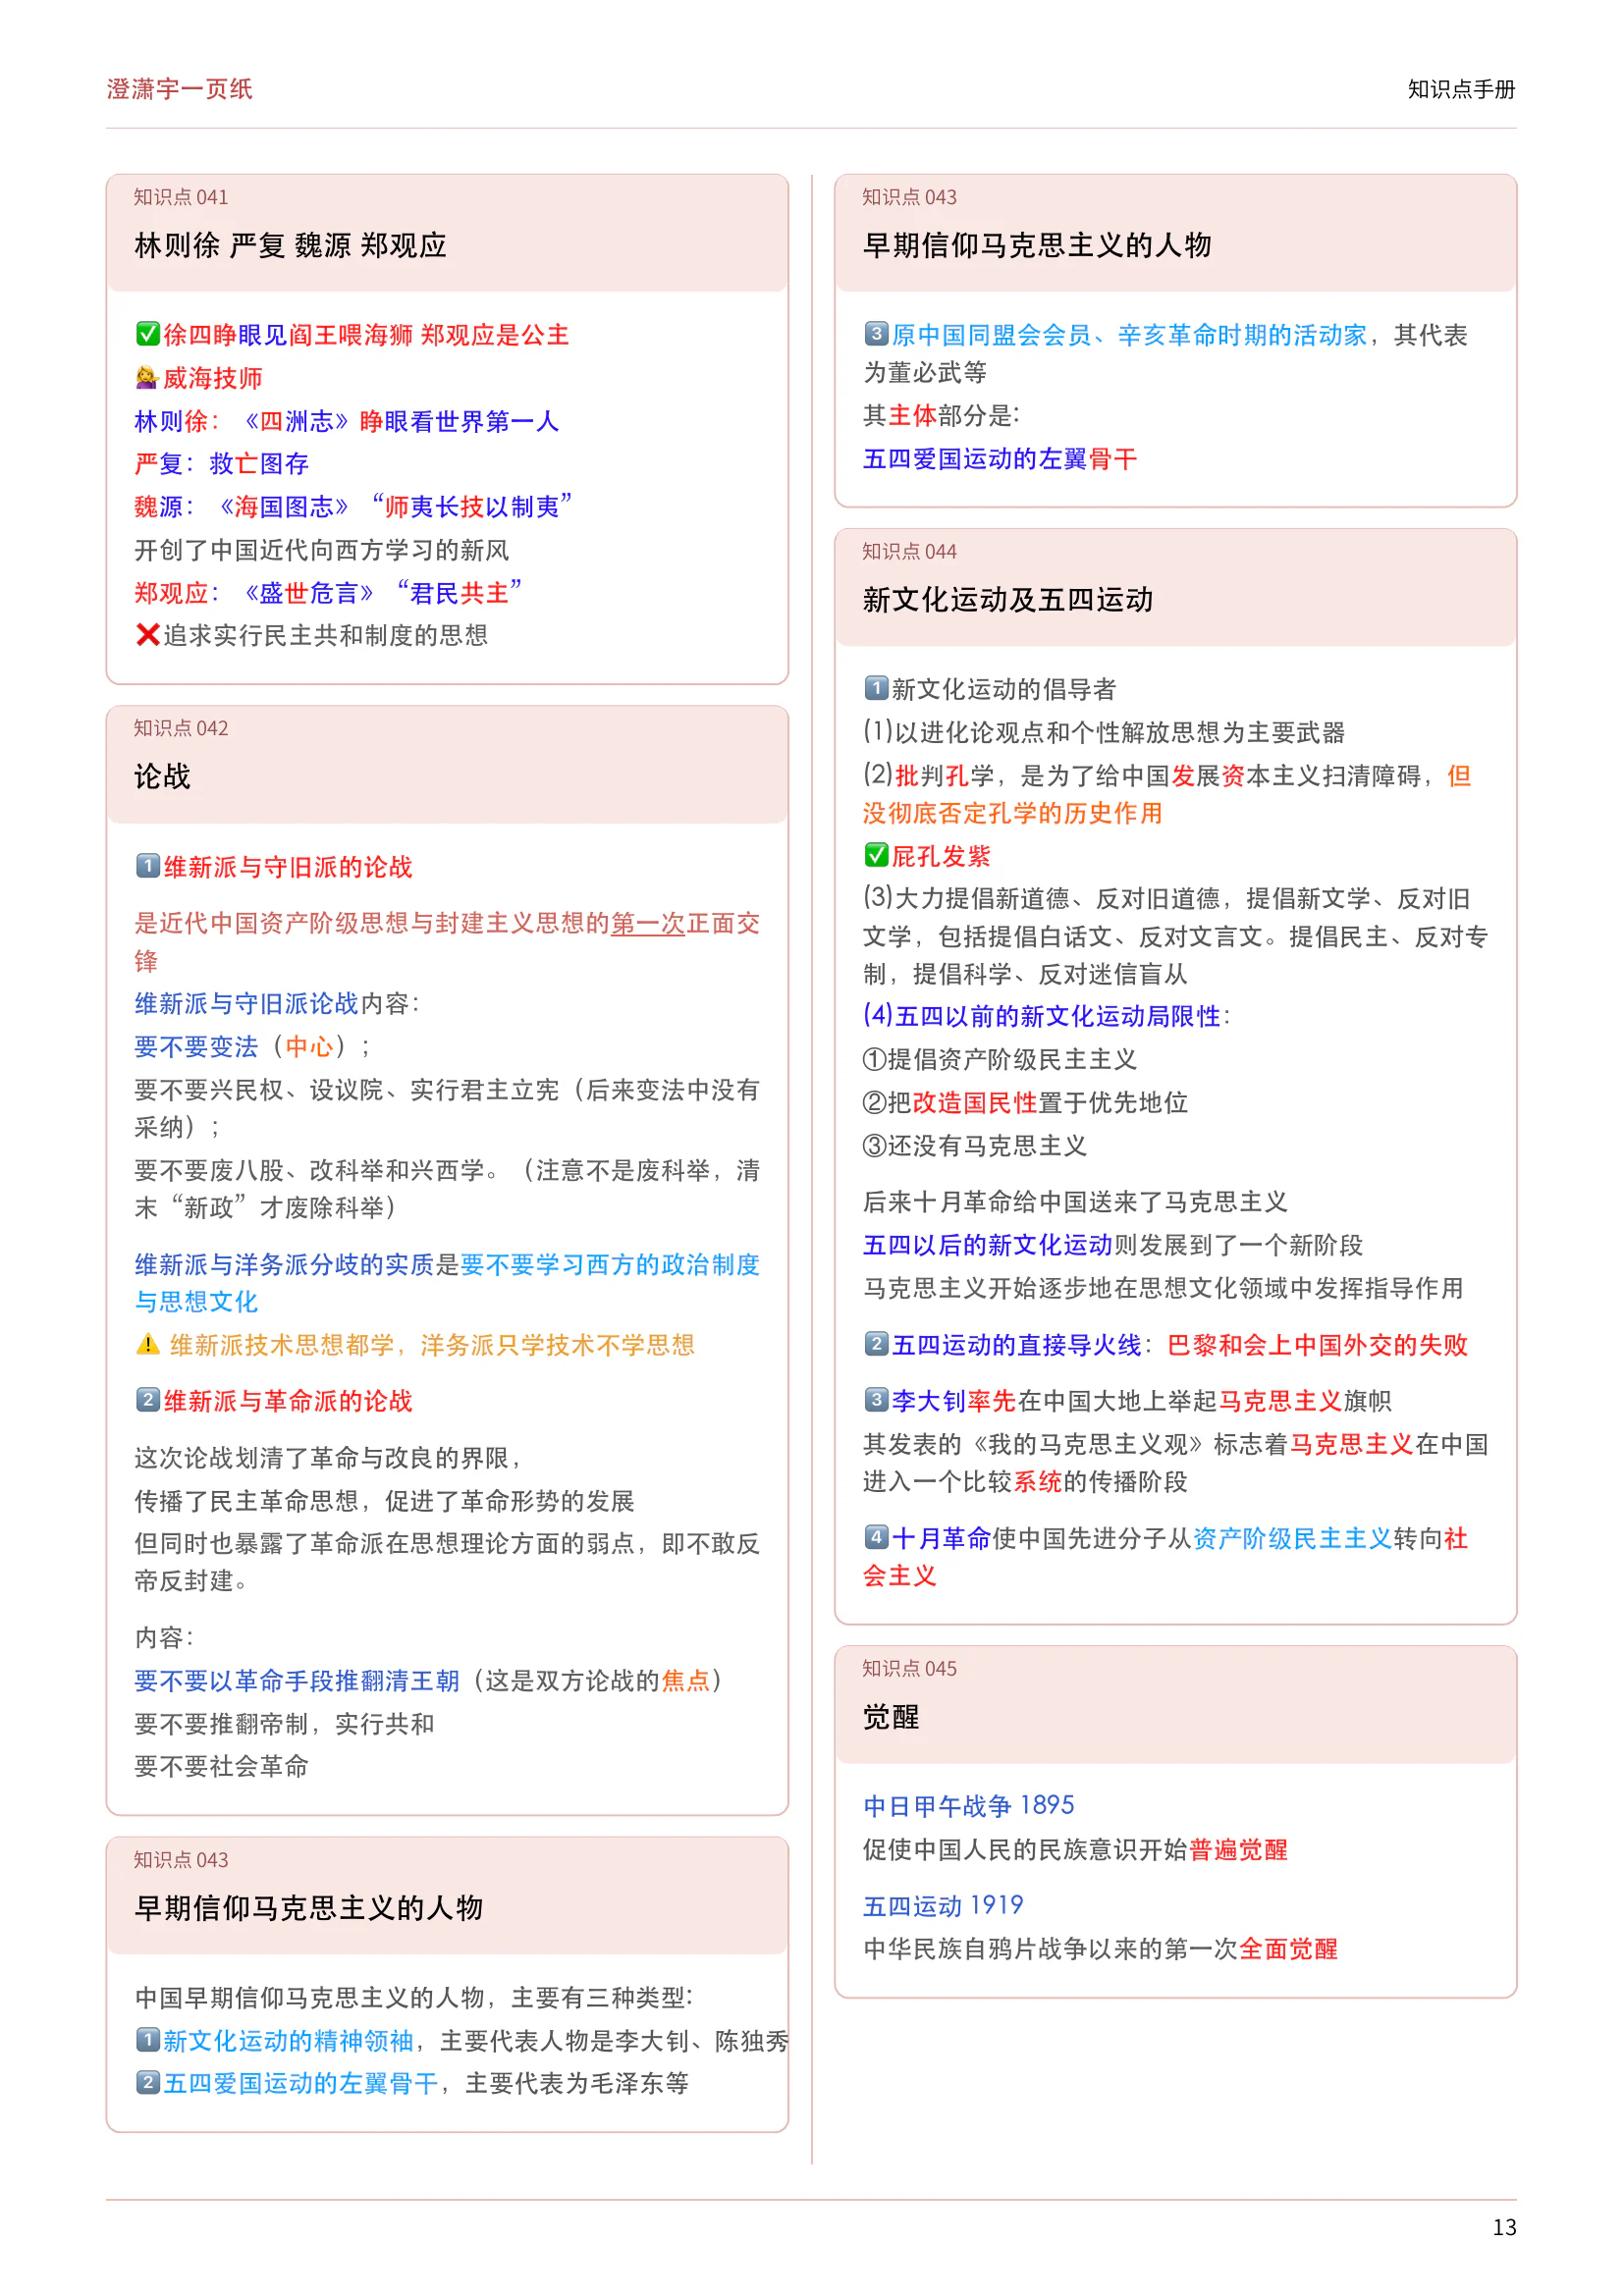 澄潇宇一页纸
知识点手册
知识点 041
林则徐 严复 魏源 郑观应
✅徐四睁眼见阎王喂海狮 郑观应是公主
💁‍♀️威海技师
林则徐：《四洲志》睁眼看世界第一人
严复：救亡图存
魏源：《海国图志》“师夷长技以制夷”
开创了中国近代向西方学习的新风
郑观应：《盛世危言》“君民共主”
❌追求实行民主共和制度的思想
知识点 042
论战
1️⃣维新派与守旧派的论战
是近代中国资产阶级思想与封建主义思想的第一次正面交
锋
维新派与守旧派论战内容：
要不要变法（中心）；
要不要兴民权、设议院、实行君主立宪（后来变法中没有
采纳）；
要不要废八股、改科举和兴西学。（注意不是废科举，清
末“新政”才废除科举）
维新派与洋务派分歧的实质是要不要学习西方的政治制度
与思想文化
⚠️ 维新派技术思想都学，洋务派只学技术不学思想
2️⃣维新派与革命派的论战
这次论战划清了革命与改良的界限，
传播了民主革命思想，促进了革命形势的发展
但同时也暴露了革命派在思想理论方面的弱点，即不敢反
帝反封建。
内容：
要不要以革命手段推翻清王朝（这是双方论战的焦点）
要不要推翻帝制，实行共和
要不要社会革命
知识点 043
早期信仰马克思主义的人物
中国早期信仰马克思主义的人物，主要有三种类型：
1️⃣新文化运动的精神领袖，主要代表人物是李大钊、陈独秀
2️⃣五四爱国运动的左翼骨干，主要代表为毛泽东等
知识点 043
早期信仰马克思主义的人物
3️⃣原中国同盟会会员、辛亥革命时期的活动家，其代表
为董必武等
其主体部分是：
五四爱国运动的左翼骨干
知识点 044
新文化运动及五四运动
1️⃣新文化运动的倡导者
(1)以进化论观点和个性解放思想为主要武器
(2)批判孔学，是为了给中国发展资本主义扫清障碍，但
没彻底否定孔学的历史作用
✅屁孔发紫
(3)大力提倡新道德、反对旧道德，提倡新文学、反对旧
文学，包括提倡白话文、反对文言文。提倡民主、反对专
制，提倡科学、反对迷信盲从
(4)五四以前的新文化运动局限性：
①提倡资产阶级民主主义
②把改造国民性置于优先地位
③还没有马克思主义
后来十月革命给中国送来了马克思主义
五四以后的新文化运动则发展到了一个新阶段
马克思主义开始逐步地在思想文化领域中发挥指导作用
2️⃣五四运动的直接导火线：巴黎和会上中国外交的失败
3️⃣李大钊率先在中国大地上举起马克思主义旗帜
其发表的《我的马克思主义观》标志着马克思主义在中国
进入一个比较系统的传播阶段
4️⃣十月革命使中国先进分子从资产阶级民主主义转向社
会主义
知识点 045
觉醒
中日甲午战争 1895
促使中国人民的民族意识开始普遍觉醒
五四运动 1919
中华民族自鸦片战争以来的第一次全面觉醒
13